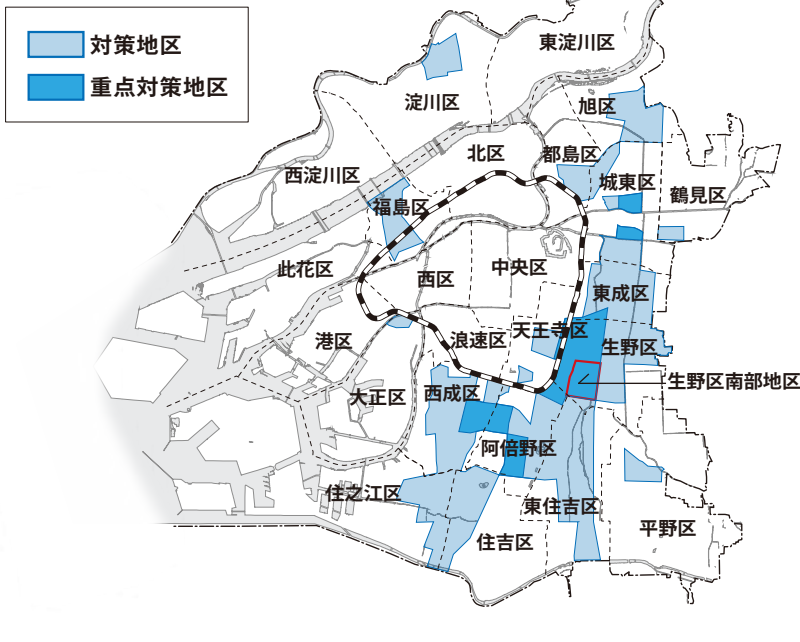 対策地区
重点対策地区
東淀川区
淀川区
旭区
北区
都島区
西淀川区
城東区
鶴見区
福島区
此花区
西区
中央区
東成区
港区
浪速区
天王寺区
生野区
大正区
西成区
生野区南部地区
阿倍野区
住之江区
東住吉区
住吉区
平野区